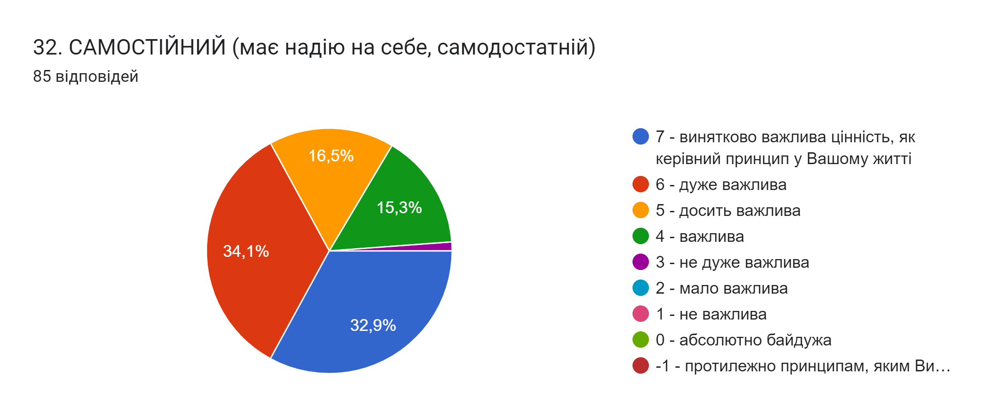 32. САМОСТІЙНИЙ (має надію на себе, самодостатній)
85 відповідей
16,5%
15,3%
34,1%
32,9%
7 - винятково важлива цінність, як
керівний принцип у Вашому житті
6 - дуже важлива
5 - досить важлива
4 - важлива
3 - не дуже важлива
2 - мало важлива
1 - не важлива
0 - абсолютно байдужа
-1 - протилежно принципам, яким Ви…